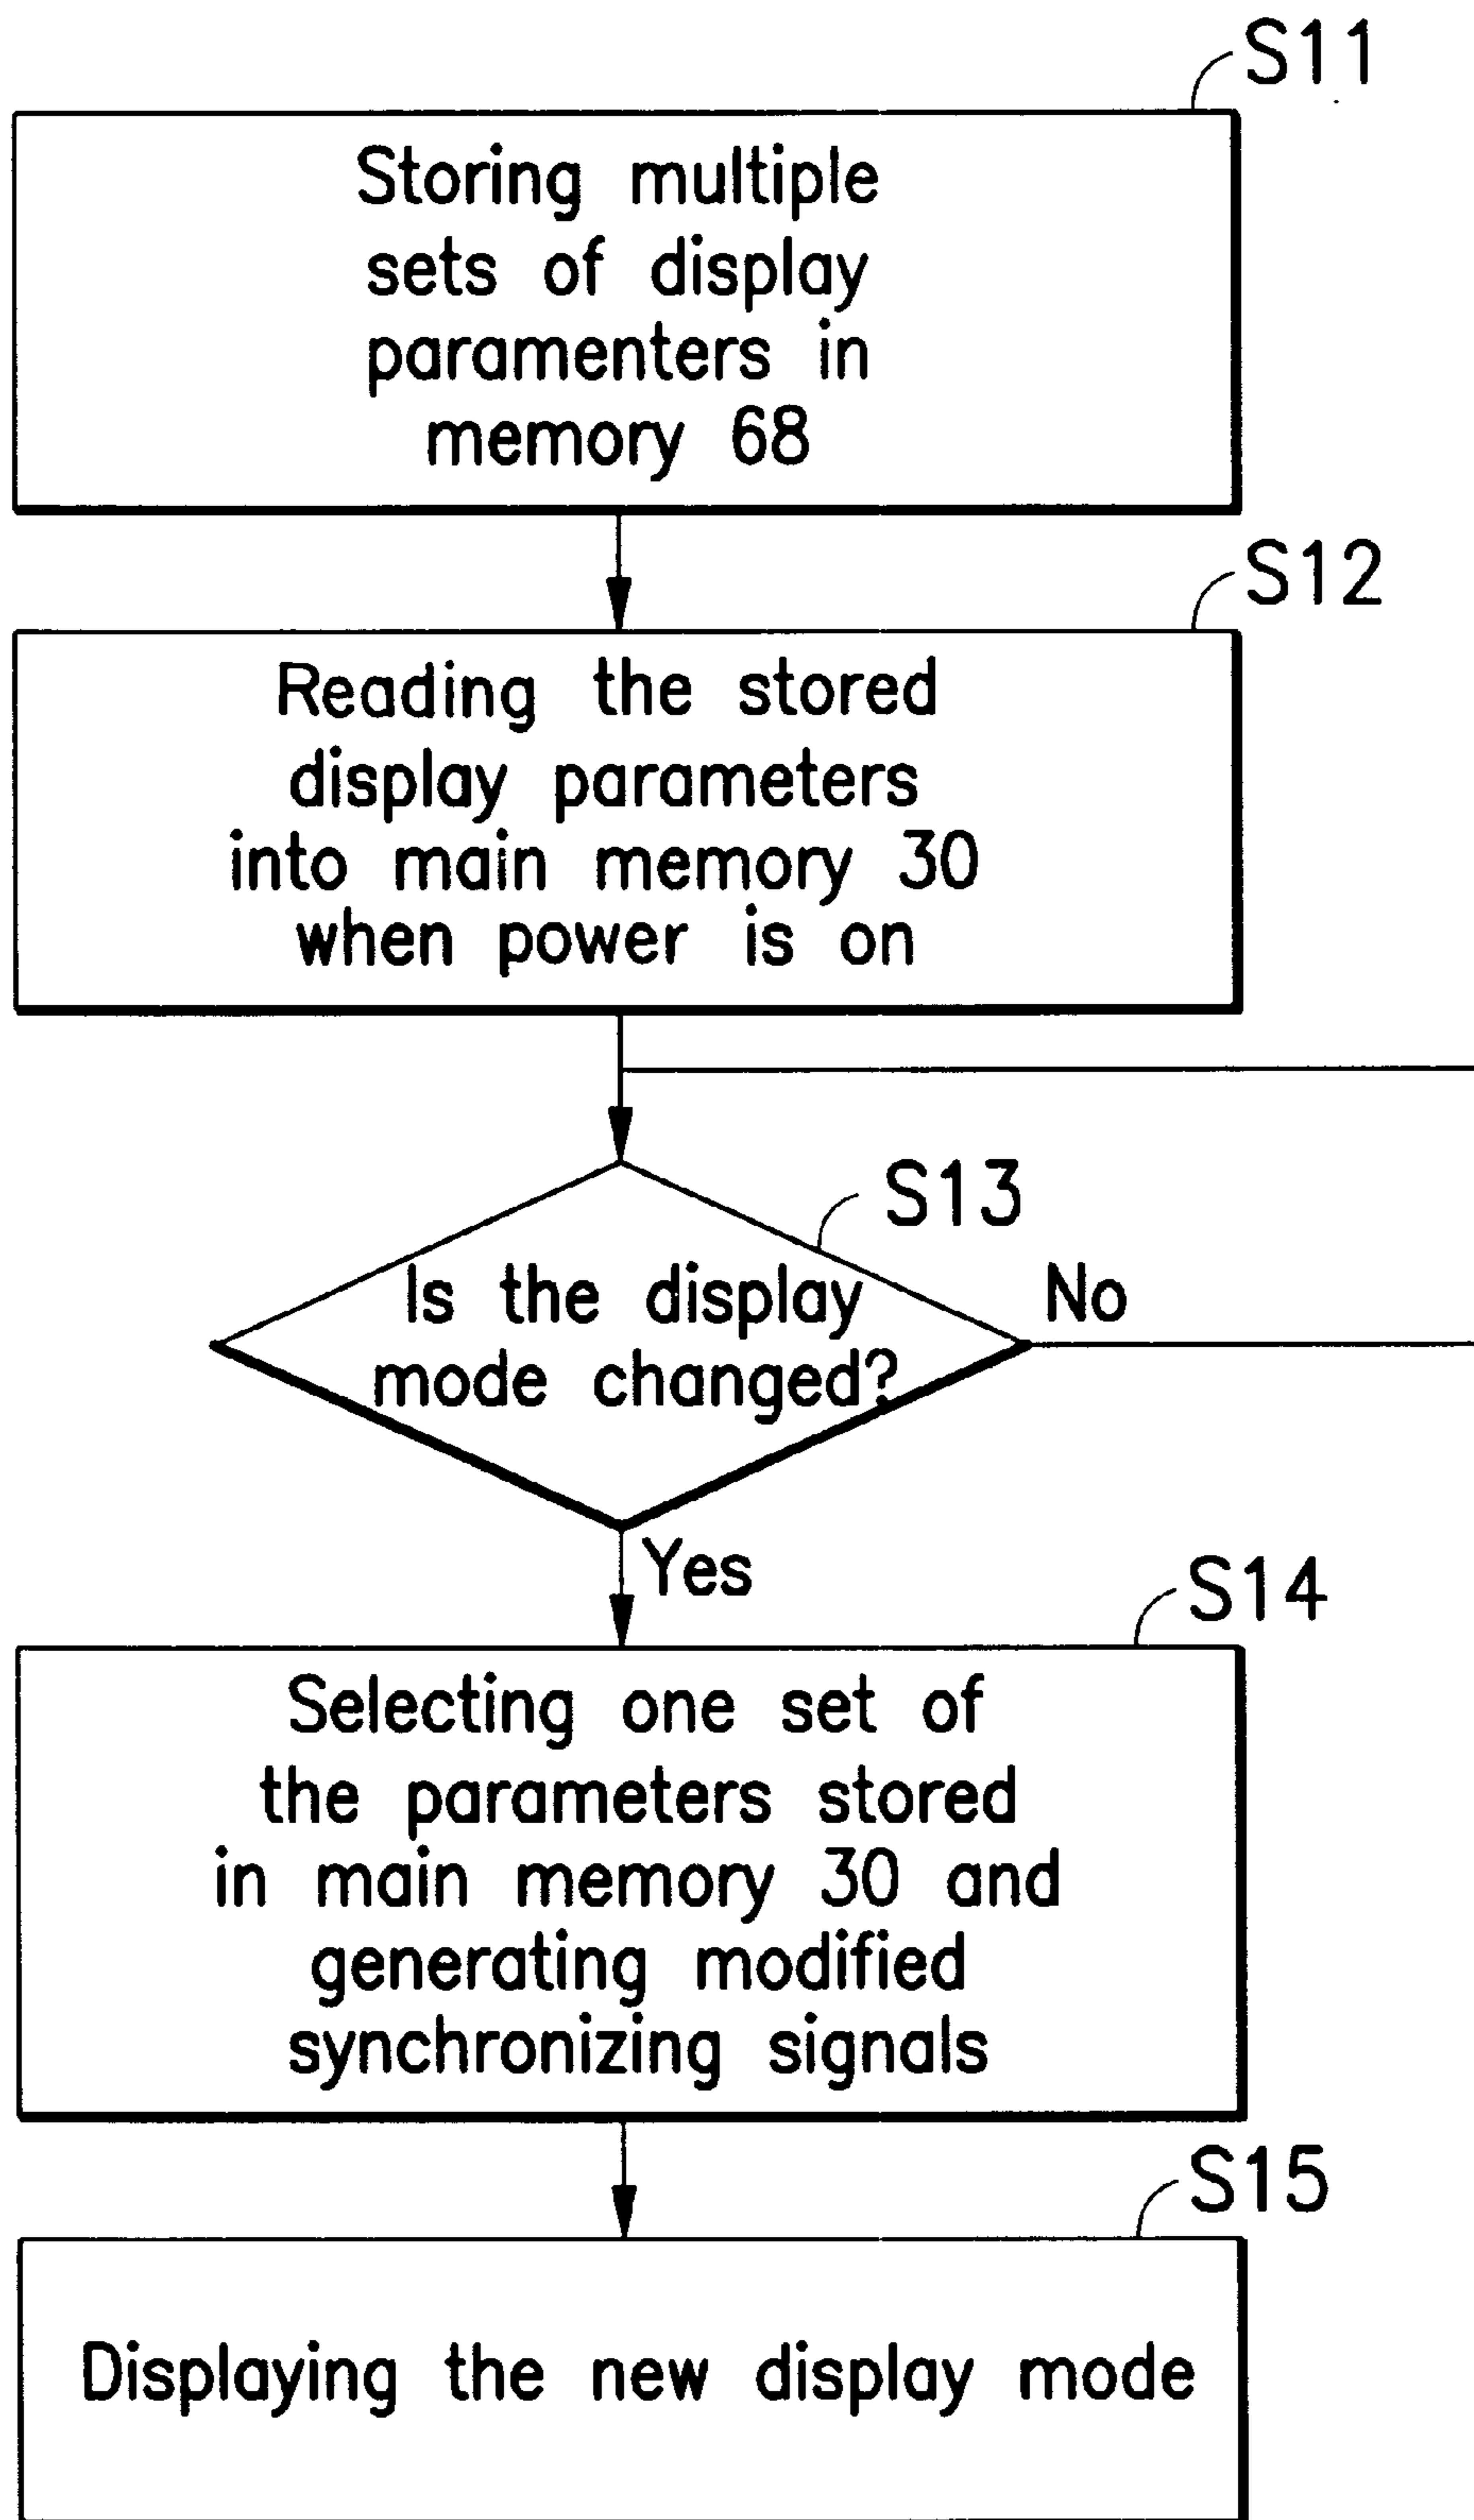 S11
Storing multiple
sets of display
paramenters in
memory 68
S12
Reading the stored
display parameters
into main memory 30
when power is on
S13
Is the display
mode changed?
No
Yes
S14
Selecting one set of
the parameters stored
in main memory 30 and
generating modified
synchronizing signals
S15
Displaying the new display mode